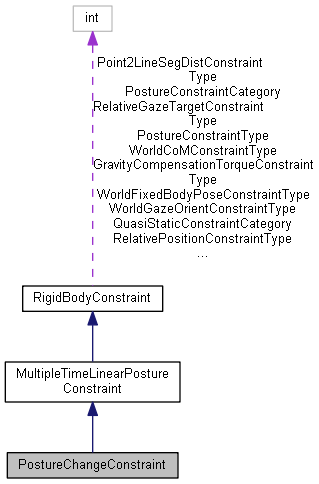 int
Point2LineSegDistConstraint
Type
PostureConstraintCategory
RelativeGazeTargetConstraint
Type
PostureConstraintType
WorldCoMConstraintType
GravityCompensationTorqueConstraint
Type
WorldFixedBodyPoseConstraintType
WorldGazeOrientConstraintType
QuasiStaticConstraintCategory
RelativePositionConstraintType
...
RigidBodyConstraint
MultipleTimeLinearPosture
Constraint
PostureChangeConstraint